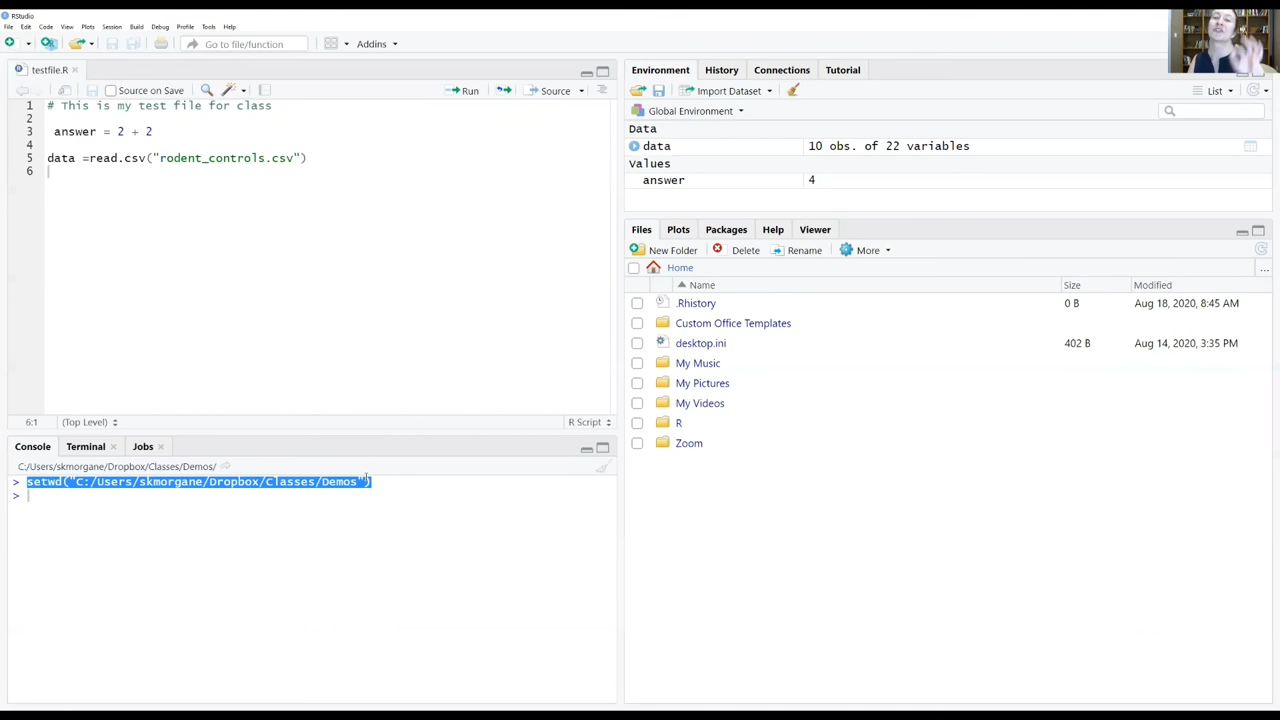 RStudio
File Edit Code View Plots Session Build Debug Profile Tools Help
Go to file/function Addins
testfile.R
Source on Save Run Source
1 # This is my test file for class
2
3 answer = 2 + 2
4
5 data =read.csv("rodent_controls.csv")
6
6:1 (Top Level) R Script
Console Terminal Jobs
C:/Users/skmorgane/Dropbox/Classes/Demos/
> setwd("C:/Users/skmorgane/Dropbox/Classes/Demos")
>
Environment History Connections Tutorial
Import Dataset List
Global Environment
Data
data 10 obs. of 22 variables
Values
answer 4
Files Plots Packages Help Viewer
New Folder Delete Rename More
Home ...
Name Size Modified
.Rhistory 0 B Aug 18, 2020, 8:45 AM
Custom Office Templates
desktop.ini 402 B Aug 14, 2020, 3:35 PM
My Music
My Pictures
My Videos
R
Zoom